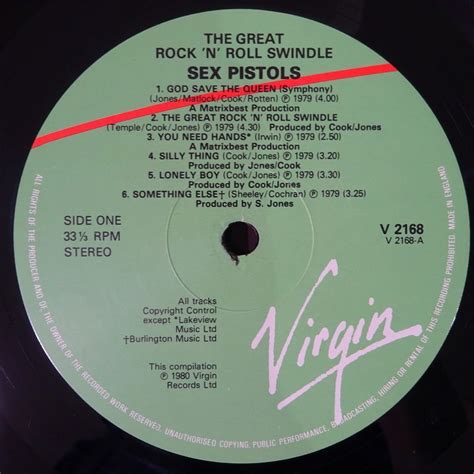 THE GREAT
ROCK 'N' ROLL SWINDLE
SEX PISTOLS
1. GOD SAVE THE QUEEN (Symphony)
(Jones/Matlock/Cook/Rotten) ℗ 1979 (4.00)
A Matrixbest Production
2. THE GREAT ROCK 'N' ROLL SWINDLE
(Temple/Cook/Jones) ℗ 1979 (4.30) Produced by Cook/Jones
3. YOU NEED HANDS* (Irwin) ℗ 1979 (2.50)
A Matrixbest Production
4. SILLY THING (Cook/Jones) ℗ 1979 (3.20)
Produced by Jones/Cook
5. LONELY BOY (Cook/Jones) ℗ 1979 (3.20)
Produced by Cook/Jones
6. SOMETHING ELSE† (Sheeley/Cochran) ℗ 1979 (3.25)
Produced by S. Jones
SIDE ONE
33⅓ RPM
STEREO
V 2168
V 2168-A
All tracks
Copyright Control
except *Lakeview
Music Ltd
†Burlington Music Ltd
This compilation
℗ 1980 Virgin
Records Ltd
Virgin
ALL RIGHTS OF THE PRODUCER AND OF THE OWNER OF THE RECORDED WORK RESERVED. UNAUTHORISED COPYING, PUBLIC PERFORMANCE, BROADCASTING, HIRING OR RENTAL OF THIS RECORDING PROHIBITED. MADE IN ENGLAND